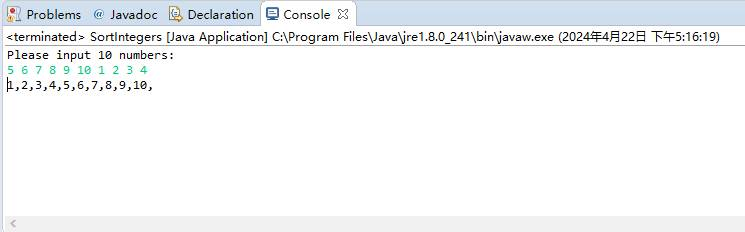 Problems @ Javadoc Declaration Console
<terminated> SortIntegers [Java Application] C:\Program Files\Java\jre1.8.0_241\bin\javaw.exe (2024年4月22日 下午5:16:19)
Please input 10 numbers:
5 6 7 8 9 10 1 2 3 4
1,2,3,4,5,6,7,8,9,10,